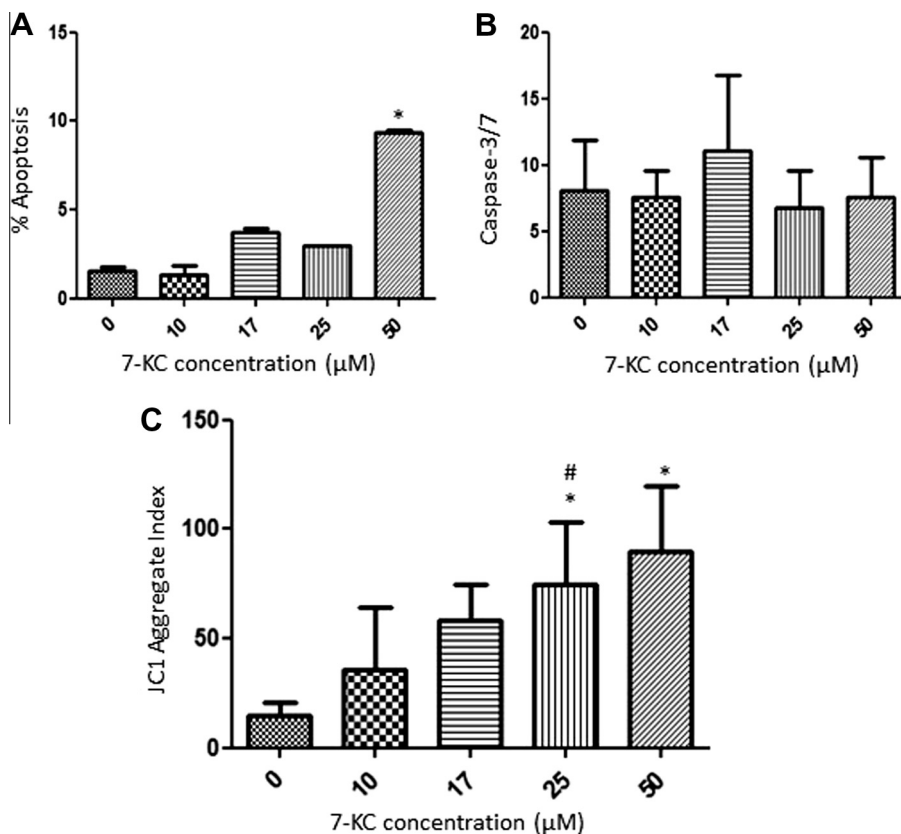 A
B
% Apoptosis
15
10
5
0
*
0 10 17 25 50
7-KC concentration (µM)
Caspase-3/7
20
15
10
5
0
0 10 17 25 50
7-KC concentration (µM)
C
JC1 Aggregate Index
150
100
50
0
#
* *
0 10 17 25 50
7-KC concentration (µM)